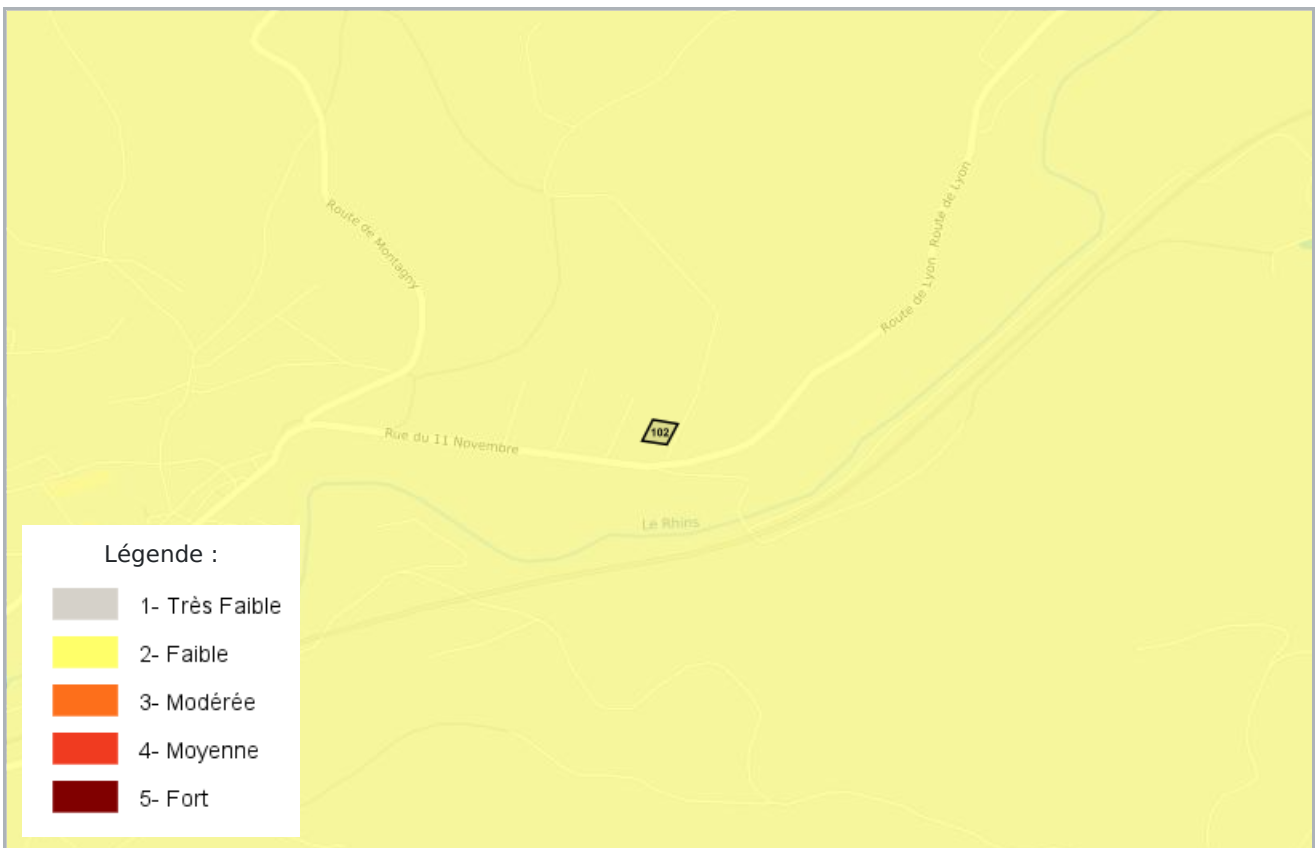 Route de Montagny
Route de Lyon
Route de Lyon
Rue du 11 Novembre
102
Le Rhins
Légende :
1- Très Faible
2- Faible
3- Modérée
4- Moyenne
5- Fort